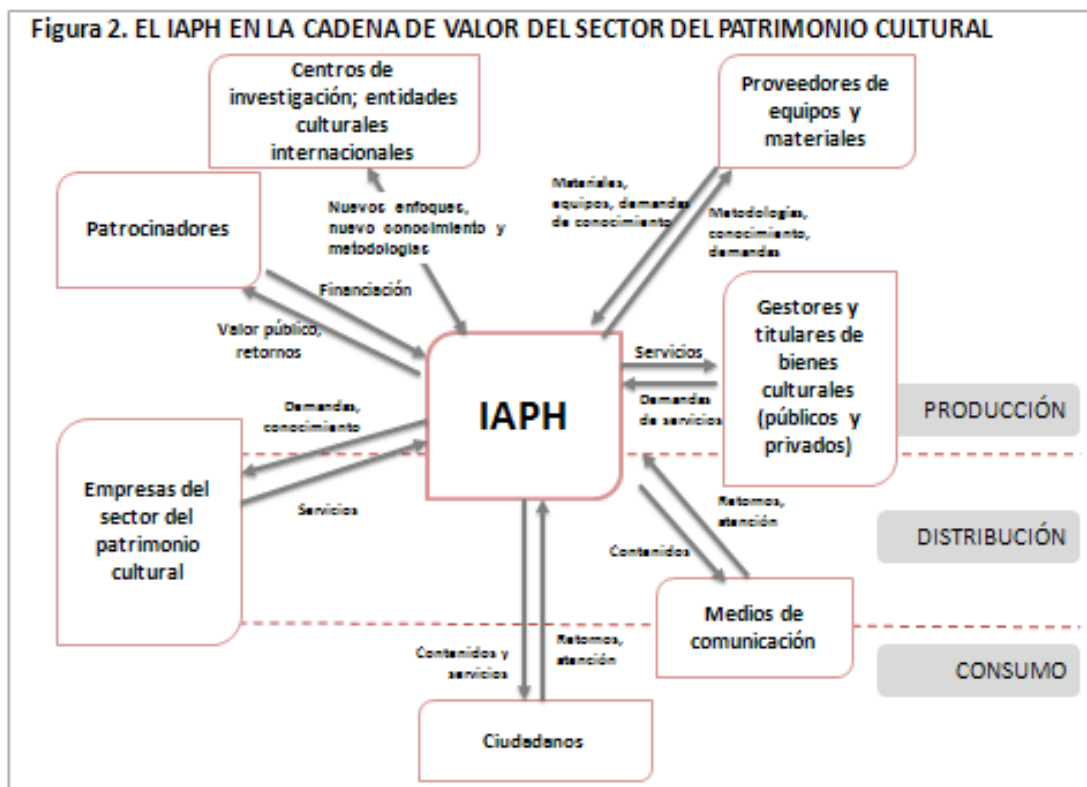 Figura 2. EL IAPH EN LA CADENA DE VALOR DEL SECTOR DEL PATRIMONIO CULTURAL
Centros de
investigación; entidades
culturales
internacionales
Proveedores de
equipos y
materiales
Patrocinadores
Nuevos enfoques,
nuevo conocimiento y
metodologías
Materiales,
equipos, demandas
de conocimiento
Metodologías,
conocimiento,
demandas
Financiación
Valor público,
retornos
IAPH
Servicios
Demandas
de servicios
Gestores y
titulares de
bienes
culturales
(públicos y
privados)
PRODUCCIÓN
Demandas,
conocimiento
Servicios
Empresas del
sector del
patrimonio
cultural
Retornos,
atención
Contenidos
DISTRIBUCIÓN
Medios de
comunicación
Contenidos y
servicios
Retornos,
atención
CONSUMO
Ciudadanos